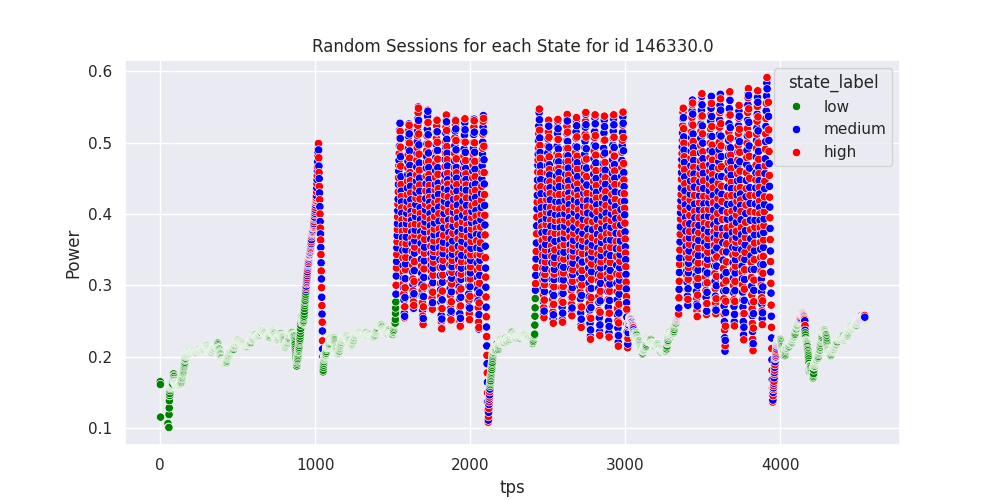 Random Sessions for each State for id 146330.0
state_label
low
medium
high
Power
0.6
0.5
0.4
0.3
0.2
0.1
0
1000
2000
3000
4000
tps